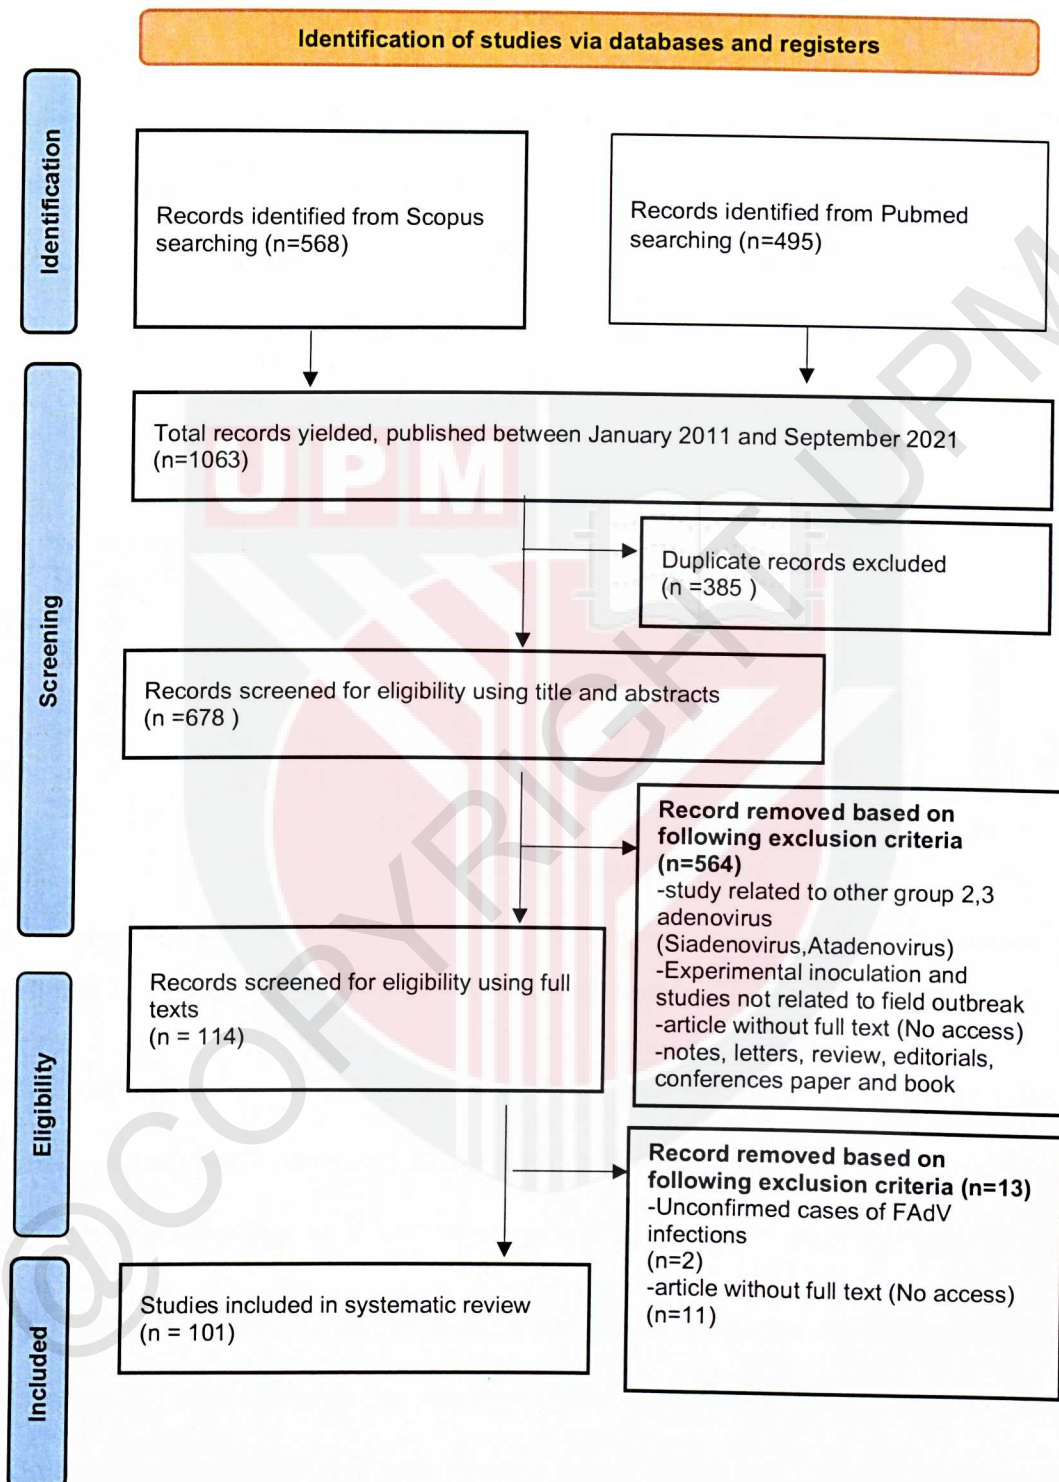 Identification of studies via databases and registers
Identification
Records identified from Scopus
searching (n=568)
Records identified from Pubmed
searching (n=495)
Screening
Total records yielded, published between January 2011 and September 2021
(n=1063)
UPM
Duplicate records excluded
(n =385 )
Records screened for eligibility using title and abstracts
(n =678 )
Record removed based on
following exclusion criteria
(n=564)
-study related to other group 2,3
adenovirus
(Siadenovirus,Atadenovirus)
-Experimental inoculation and
studies not related to field outbreak
-article without full text (No access)
-notes, letters, review, editorials,
conferences paper and book
Eligibility
Records screened for eligibility using full
texts
(n = 114)
Record removed based on
following exclusion criteria (n=13)
-Unconfirmed cases of FAdV
infections
(n=2)
-article without full text (No access)
(n=11)
Included
Studies included in systematic review
(n = 101)
@COPYRIGHT UPM